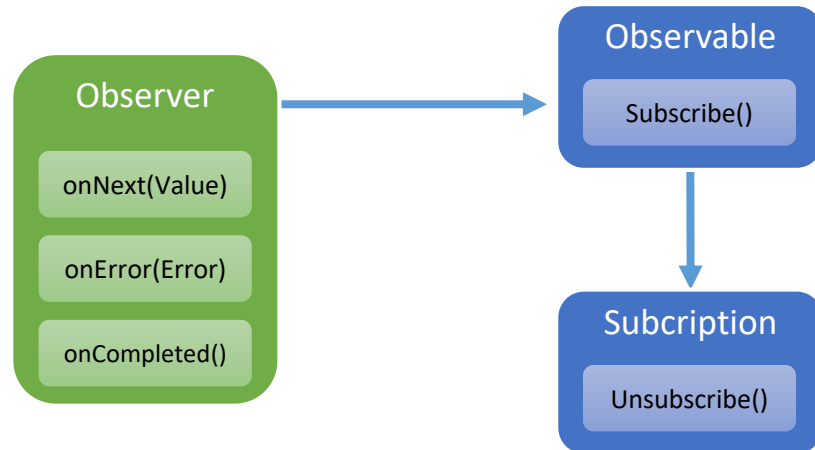 Observer
onNext(Value)
onError(Error)
onCompleted()
Observable
Subscribe()
Subcription
Unsubscribe()